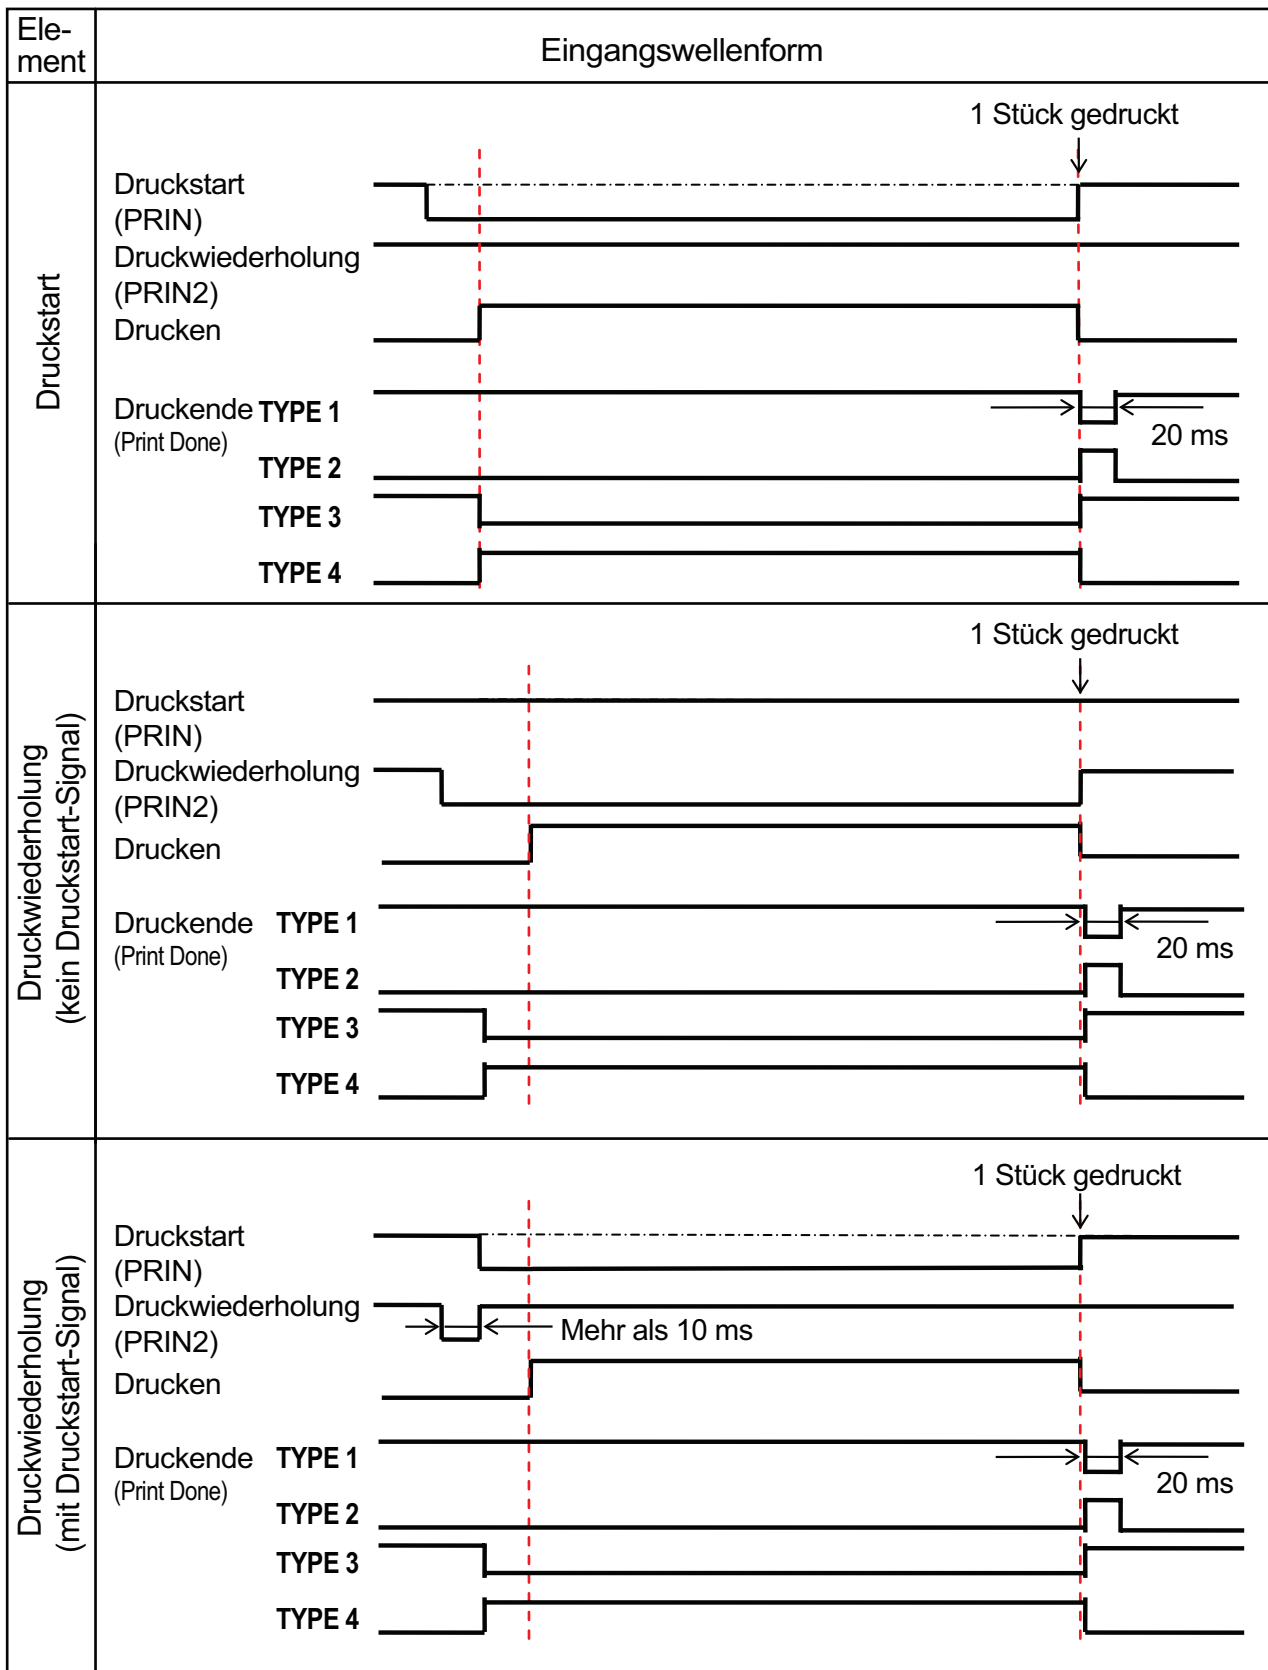 Ele-
ment
Eingangswellenform
Druckstart
1 Stück gedruckt
Druckstart
(PRIN)
Druckwiederholung
(PRIN2)
Drucken
Druckende TYPE 1
(Print Done)
20 ms
TYPE 2
TYPE 3
TYPE 4
Druckwiederholung
(kein Druckstart-Signal)
1 Stück gedruckt
Druckstart
(PRIN)
Druckwiederholung
(PRIN2)
Drucken
Druckende TYPE 1
(Print Done)
20 ms
TYPE 2
TYPE 3
TYPE 4
Druckwiederholung
(mit Druckstart-Signal)
1 Stück gedruckt
Druckstart
(PRIN)
Druckwiederholung
(PRIN2)
Mehr als 10 ms
Drucken
Druckende TYPE 1
(Print Done)
20 ms
TYPE 2
TYPE 3
TYPE 4